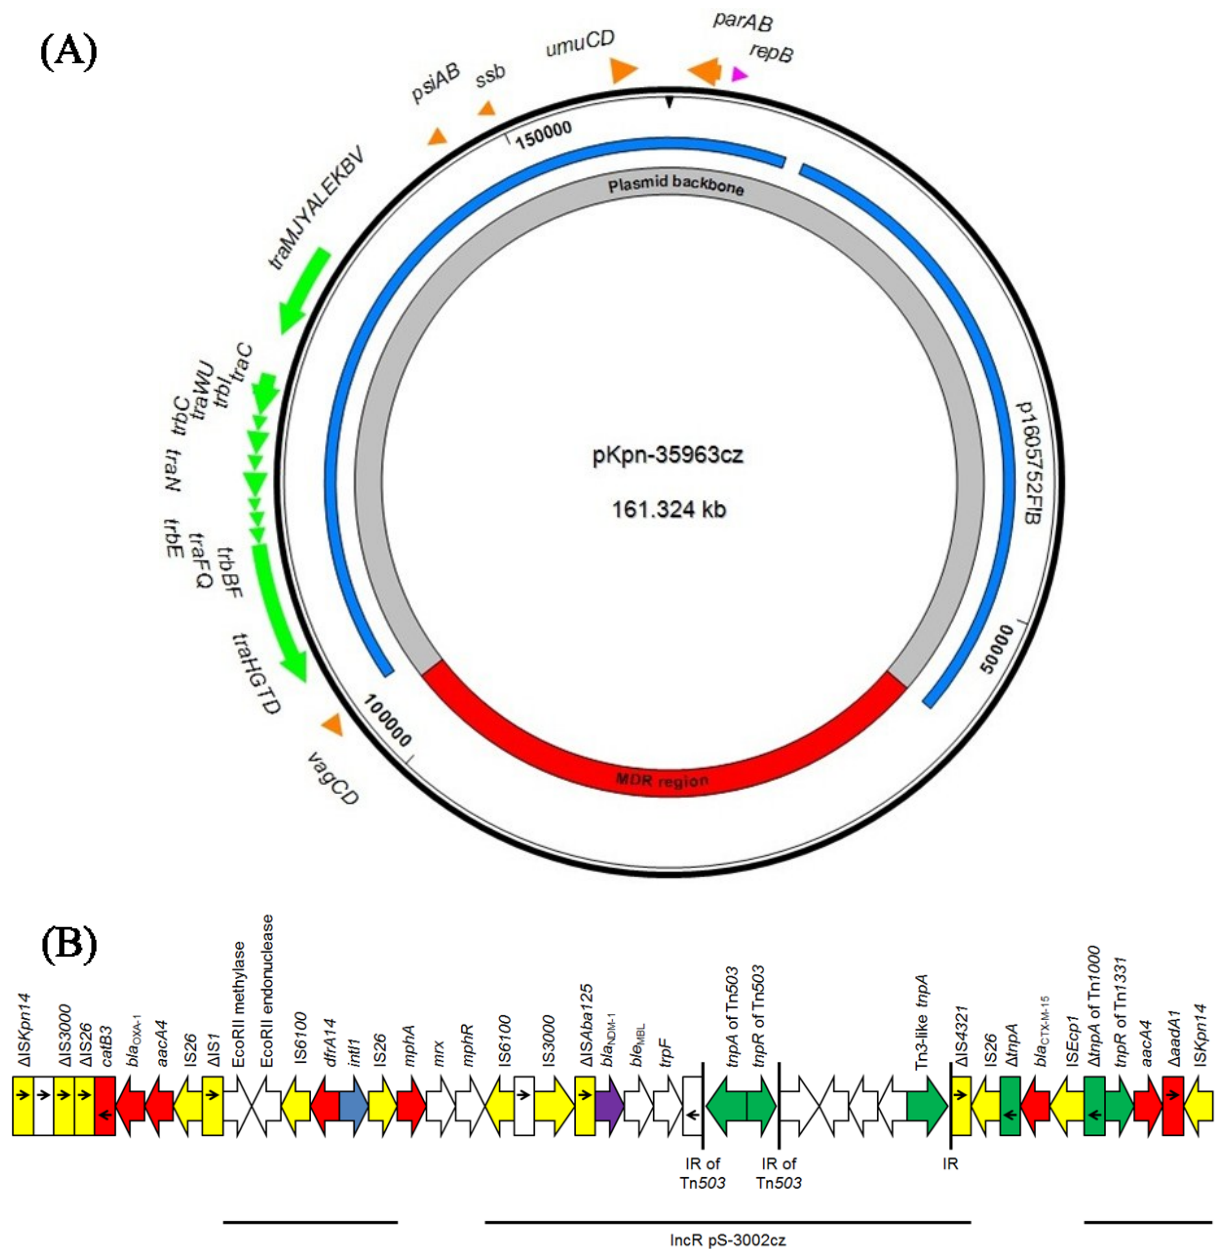 (A)
parAB
umuCD
repB
ssb
psiAB
150000
traMJYALEKBV
Plasmid backbone
traC
trbI
traWU
trbC
p1605752FIB
pKpn-35963cz
traN
161.324 kb
trbE
traFQ
trbBF
50000
traHGTD
100000
vagCD
MDR region
(B)
ΔISKpn14
ΔIS3000
ΔIS26
catB3
blaOXA-1
aacA4
IS26
ΔIS1
EcoRII methylase
EcoRII endonuclease
IS6100
dfrA14
intI1
IS26
mphA
mrx
mphR
IS6100
IS3000
ΔISAba125
blaNDM-1
bleMBL
trpF
tnpA of Tn503
tnpR of Tn503
Tn3-like tnpA
ΔIS4321
IS26
ΔtnpA
blaCTX-M-15
ISEcp1
ΔtnpA of Tn1000
tnpR of Tn1331
aacA4
ΔaadA1
ISKpn14
IR of
Tn503
IR of
Tn503
IR
IncR pS-3002cz